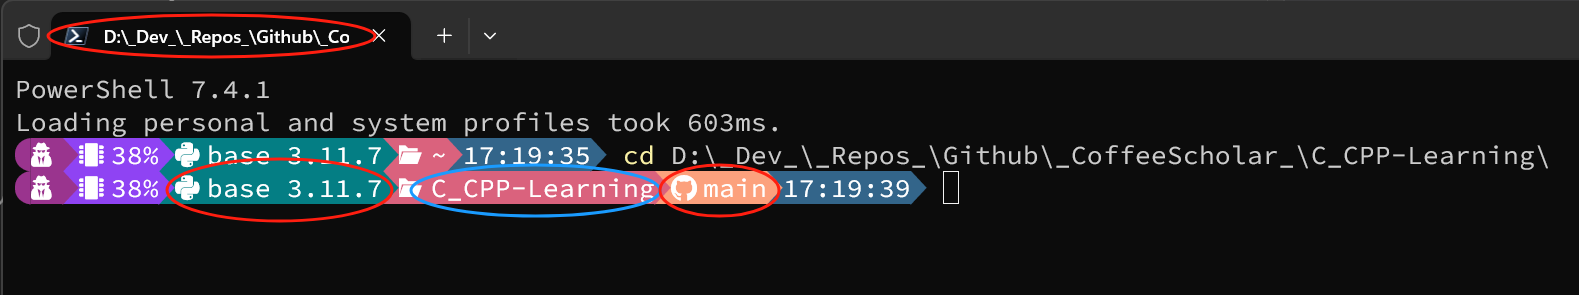 D:\_Dev_\_Repos_\Github\_Co
PowerShell 7.4.1
Loading personal and system profiles took 603ms.
38% base 3.11.7 ~ 17:19:35 cd D:\_Dev_\_Repos_\Github\_CoffeeScholar_\C_CPP-Learning\
38% base 3.11.7 C_CPP-Learning main 17:19:39